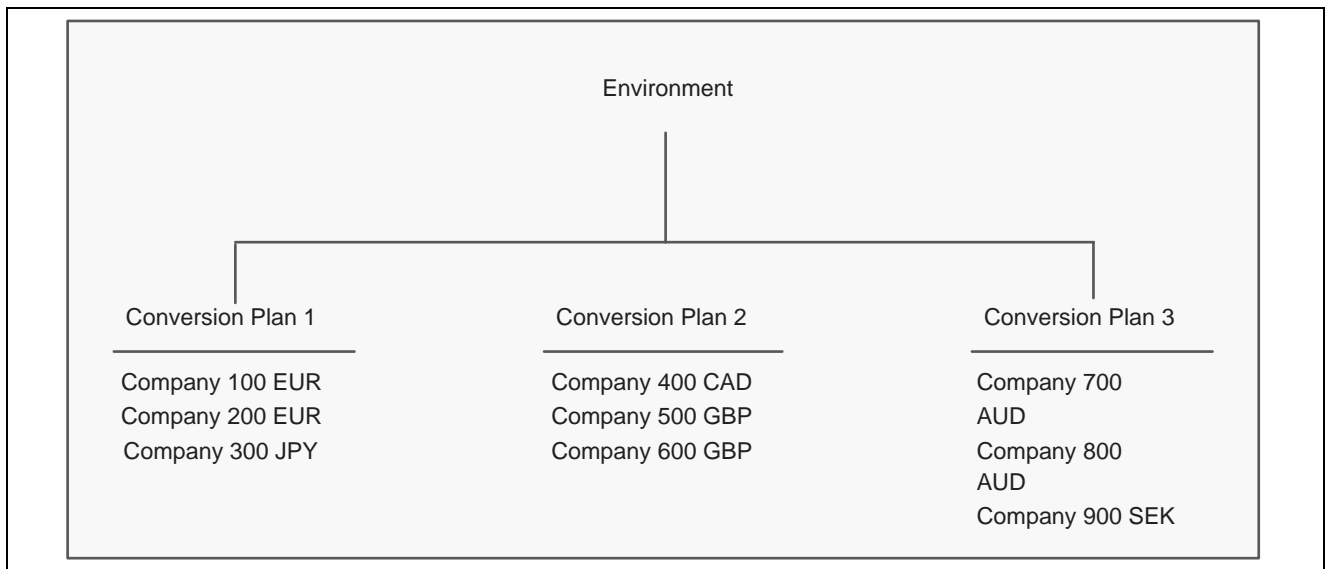 Environment
Conversion Plan 1
Company 100 EUR
Company 200 EUR
Company 300 JPY
Conversion Plan 2
Company 400 CAD
Company 500 GBP
Company 600 GBP
Conversion Plan 3
Company 700
AUD
Company 800
AUD
Company 900 SEK